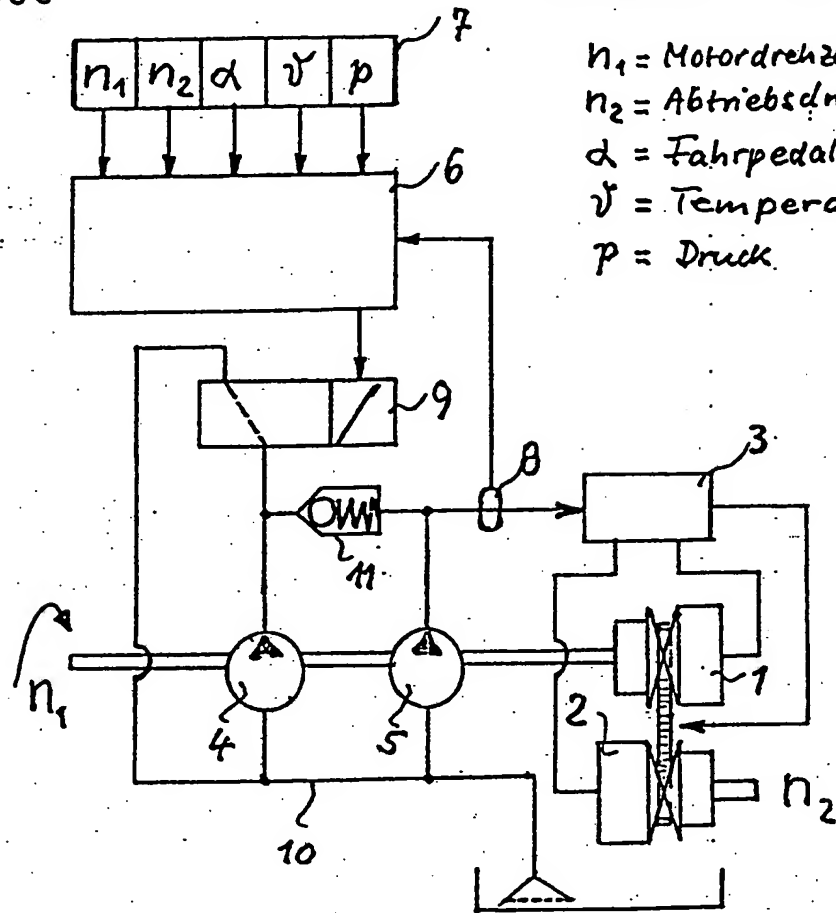 7
n₁ n₂ α ϑ p
n₁ = Motordrehz
n₂ = Abtriebsdr
α = Fahrpedal
ϑ = Tempera
p = Druck
6
9
8
3
11
n₁
4
5
1
2
n₂
10